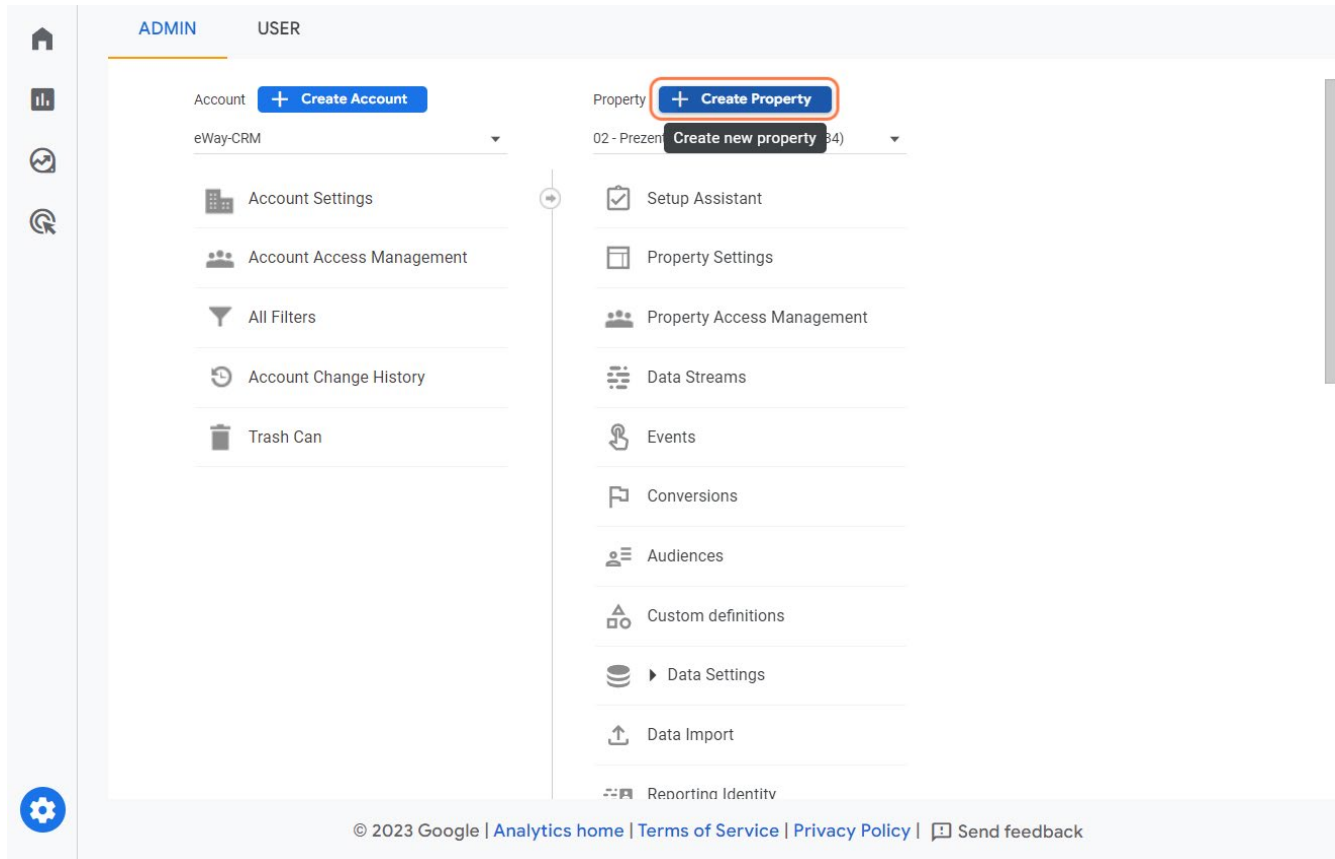 ADMIN USER
Account + Create Account
Property + Create Property
eWay-CRM
02 - Prezent Create new property 34)
Account Settings
Account Access Management
All Filters
Account Change History
Trash Can
Setup Assistant
Property Settings
Property Access Management
Data Streams
Events
Conversions
Audiences
Custom definitions
Data Settings
Data Import
Reporting Identity
© 2023 Google | Analytics home | Terms of Service | Privacy Policy | Send feedback